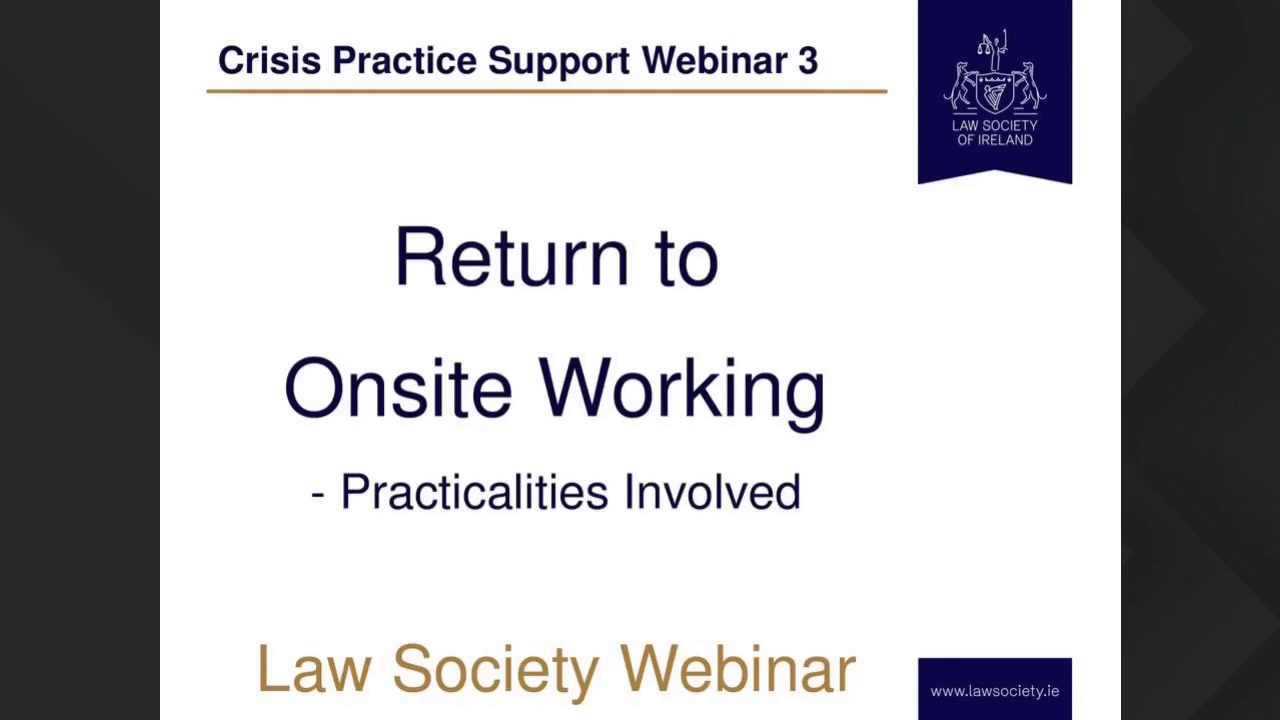 Crisis Practice Support Webinar 3
LAW SOCIETY
OF IRELAND
Return to
Onsite Working
- Practicalities Involved
Law Society Webinar
www.lawsociety.ie